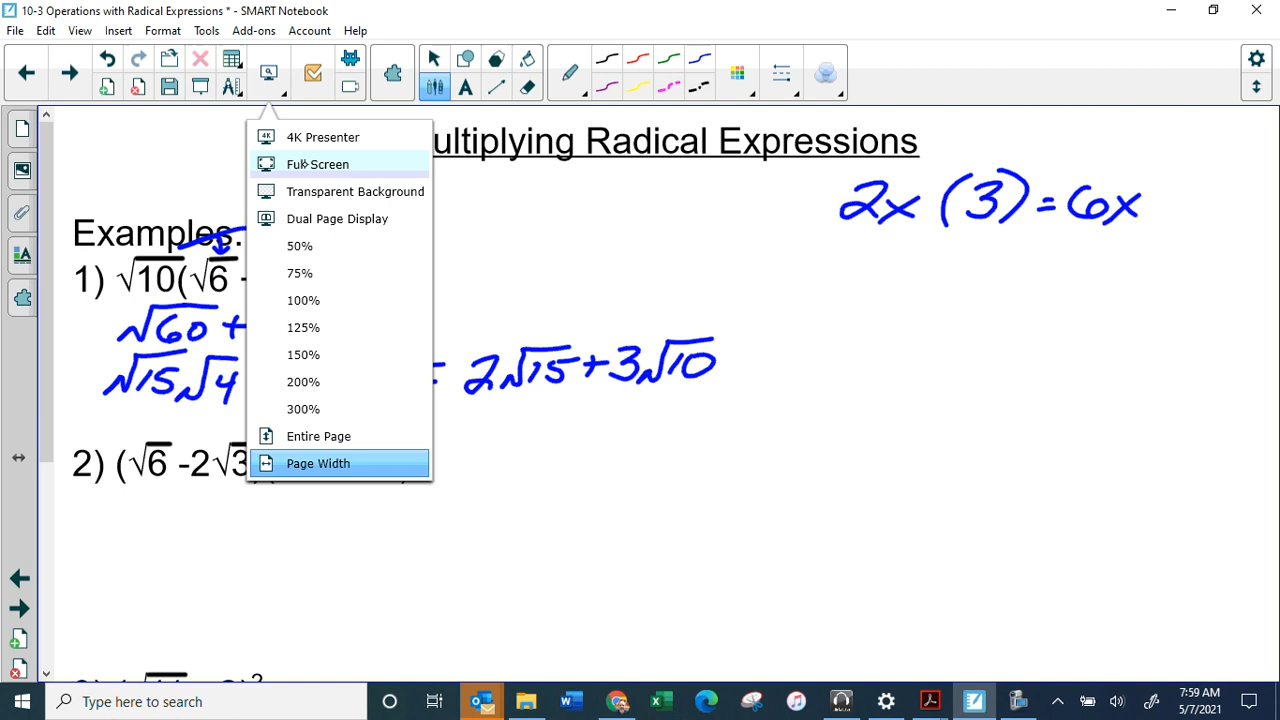 10-3 Operations with Radical Expressions * - SMART Notebook
File Edit View Insert Format Tools Add-ons Account Help
4K Presenter
Full Screen
Transparent Background
Dual Page Display
50%
75%
100%
125%
150%
200%
300%
Entire Page
Page Width
ultiplying Radical Expressions
2x (3) = 6x
Examples:
1) √10(√6
√60 +
√15 √4 = 2√15 + 3√10
2) (√6 -2√3
Type here to search
7:59 AM
5/7/2021